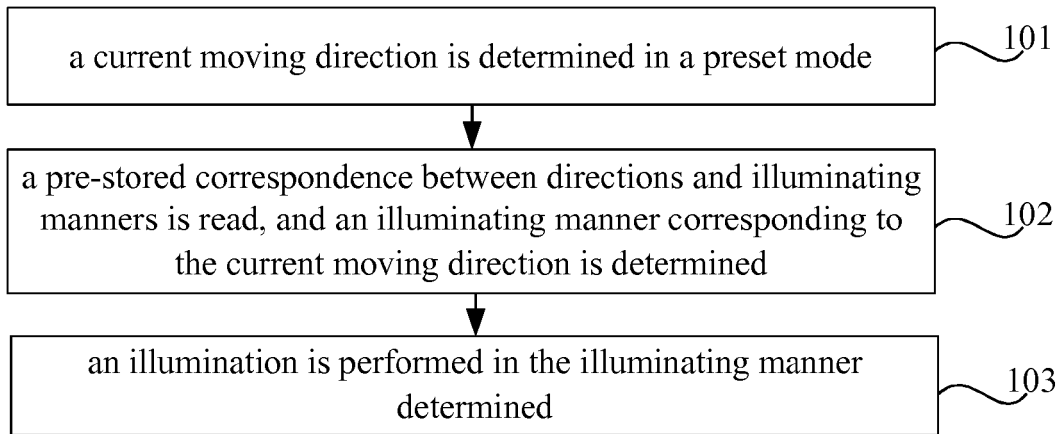 a current moving direction is determined in a preset mode
101
a pre-stored correspondence between directions and illuminating
manners is read, and an illuminating manner corresponding to
the current moving direction is determined
102
an illumination is performed in the illuminating manner
determined
103